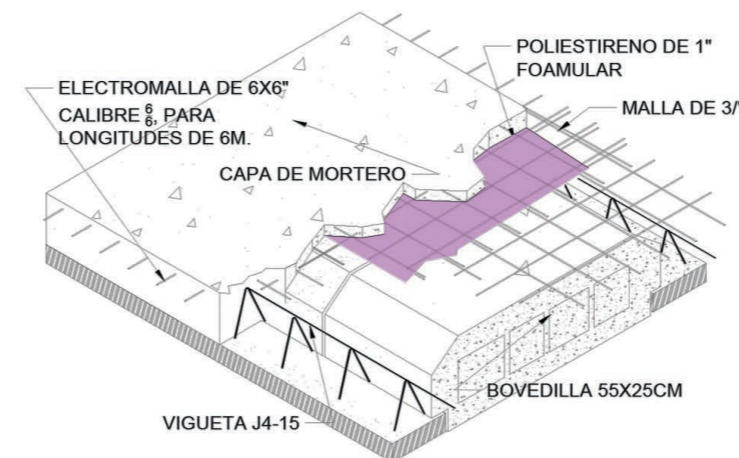 POLIESTIRENO DE 1"
FOAMULAR
ELECTROMALLA DE 6X6"
CALIBRE 6/6, PARA
LONGITUDES DE 6M.
MALLA DE 3/
CAPA DE MORTERO
BOVEDILLA 55X25CM
VIGUETA J4-15